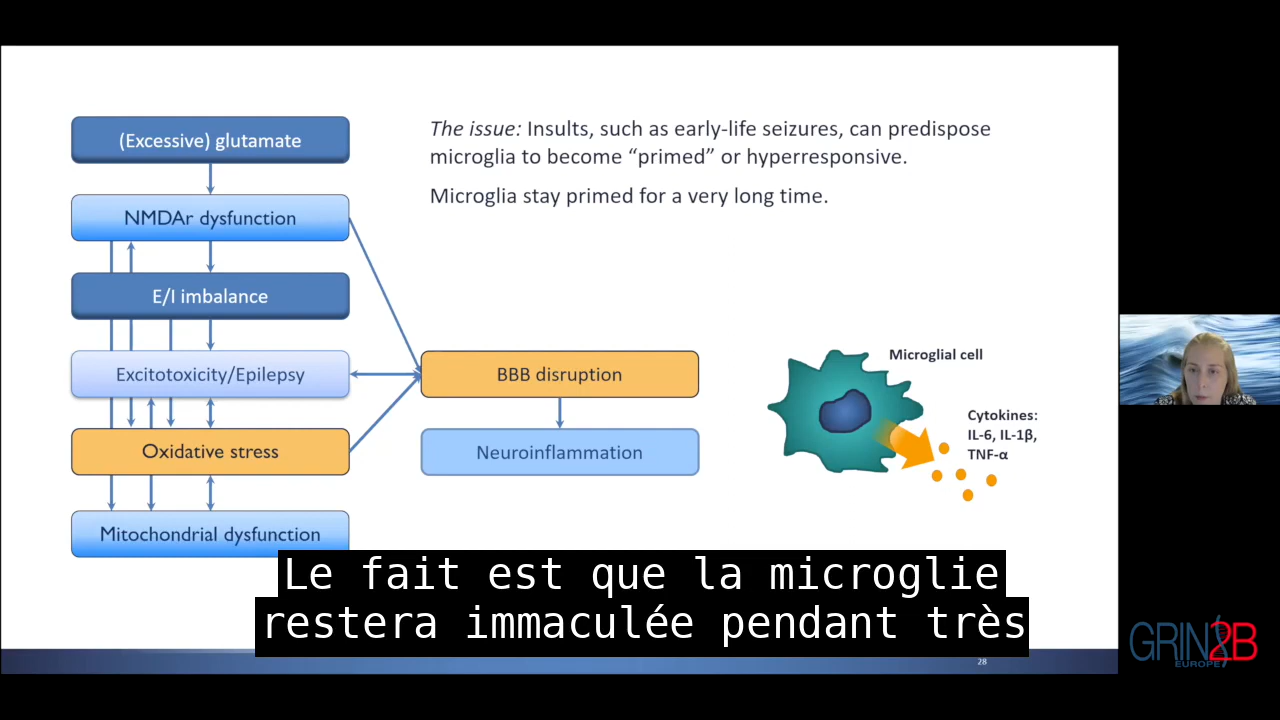 (Excessive) glutamate
NMDAr dysfunction
E/I imbalance
Excitotoxicity/Epilepsy
Oxidative stress
Mitochondrial dysfunction
BBB disruption
Neuroinflammation
The issue: Insults, such as early-life seizures, can predispose
microglia to become “primed” or hyperresponsive.
Microglia stay primed for a very long time.
Microglial cell
Cytokines:
IL-6, IL-1β,
TNF-α
Le fait est que la microglie
restera immaculée pendant très
28
GRIN2B
EUROPE